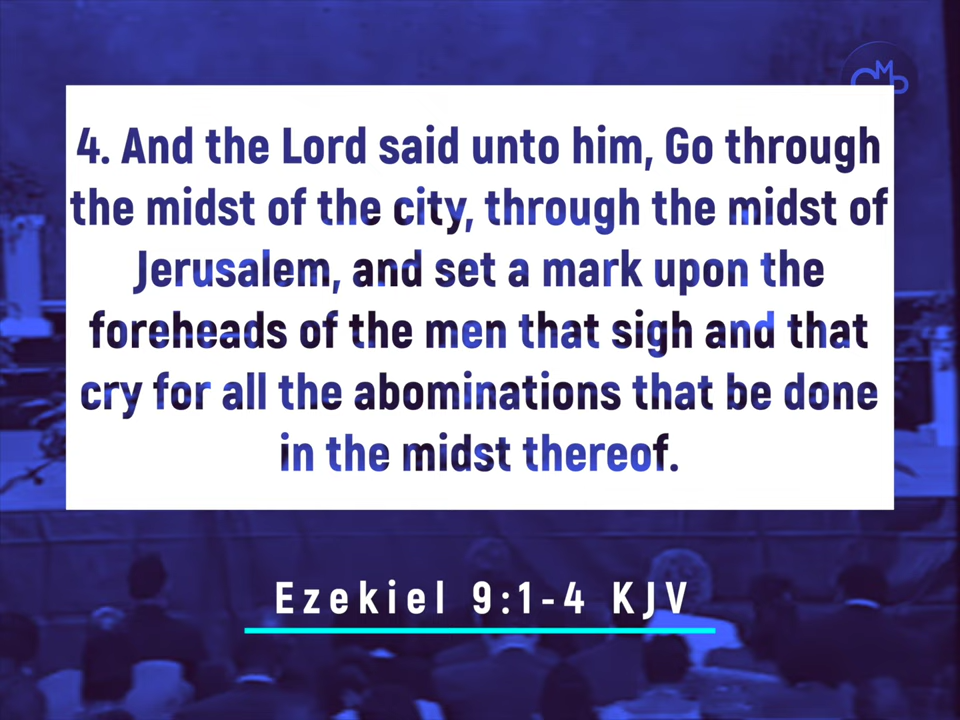 4. And the Lord said unto him, Go through
the midst of the city, through the midst of
Jerusalem, and set a mark upon the
foreheads of the men that sigh and that
cry for all the abominations that be done
in the midst thereof.
Ezekiel 9:1-4 KJV